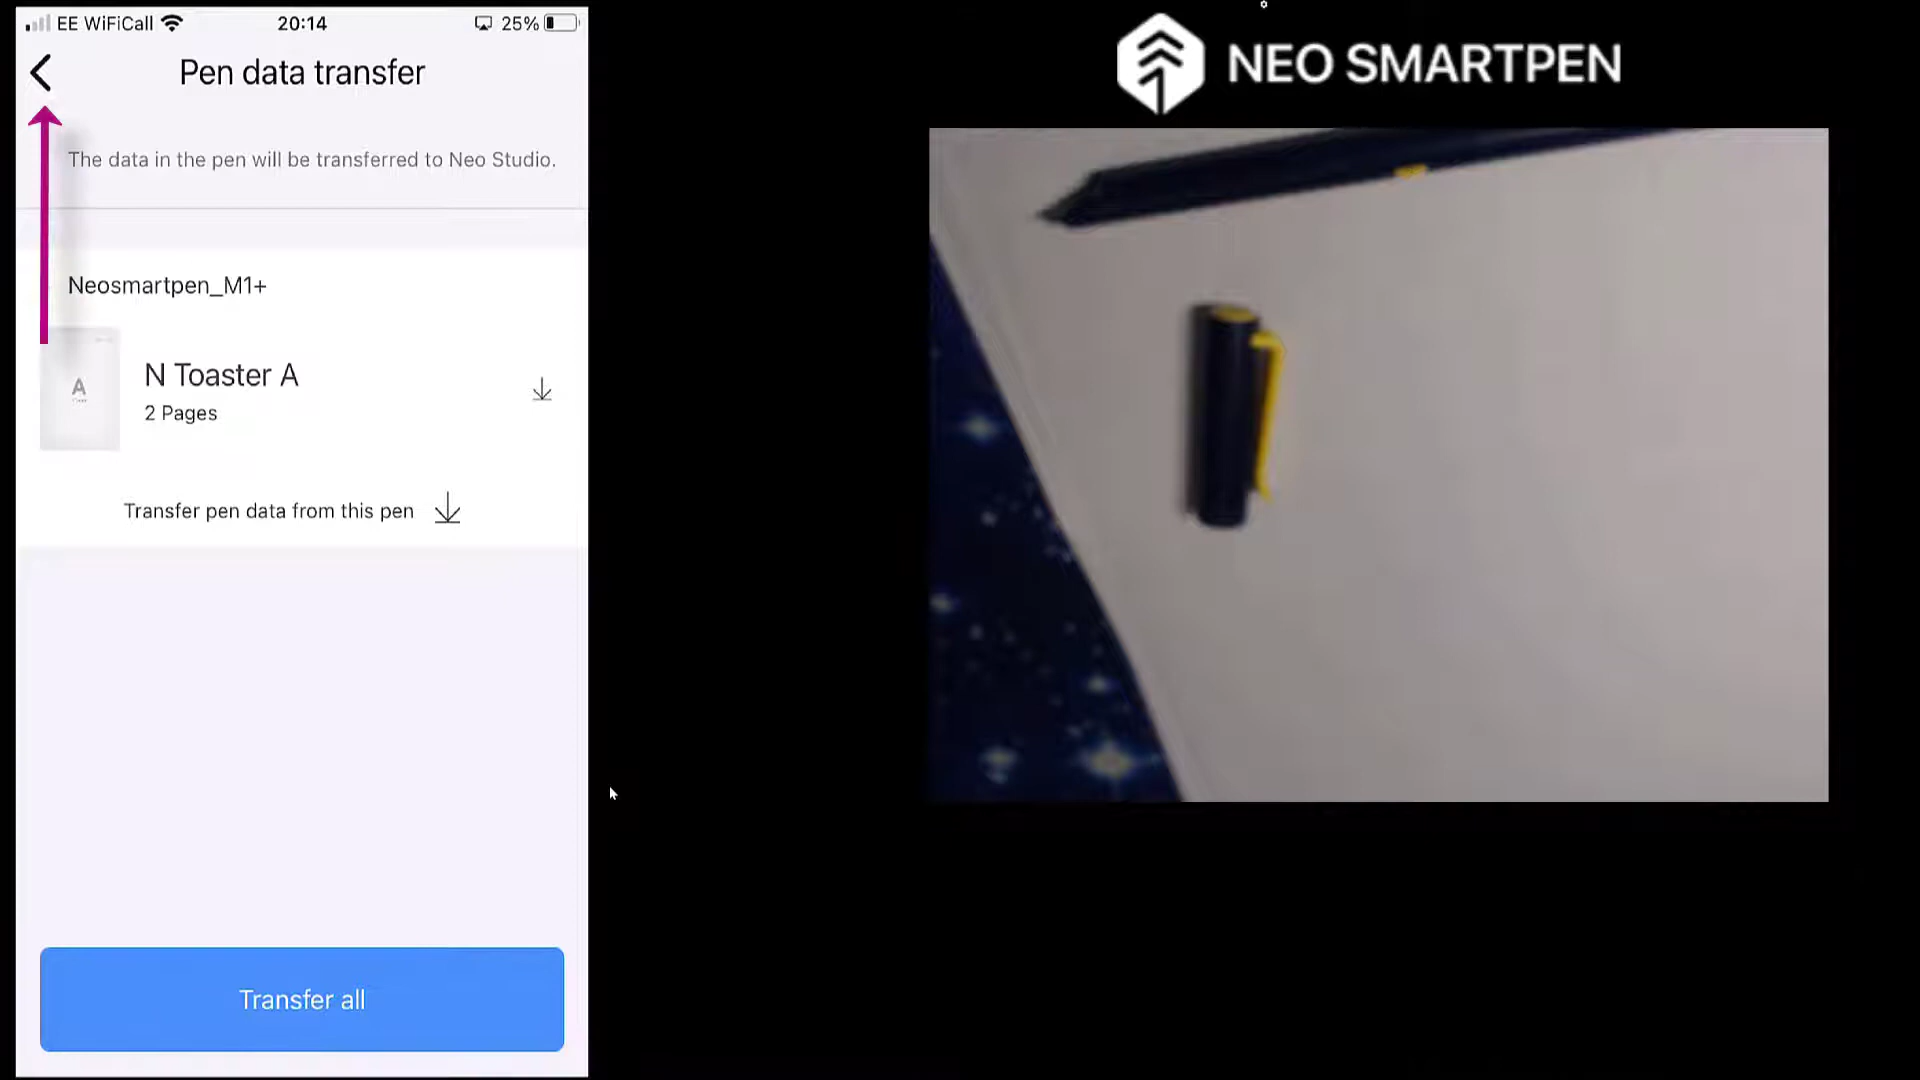 EE WiFiCall 20:14 25%
Pen data transfer
The data in the pen will be transferred to Neo Studio.
Neosmartpen_M1+
A
N Toaster A
2 Pages
Transfer pen data from this pen
Transfer all
NEO SMARTPEN